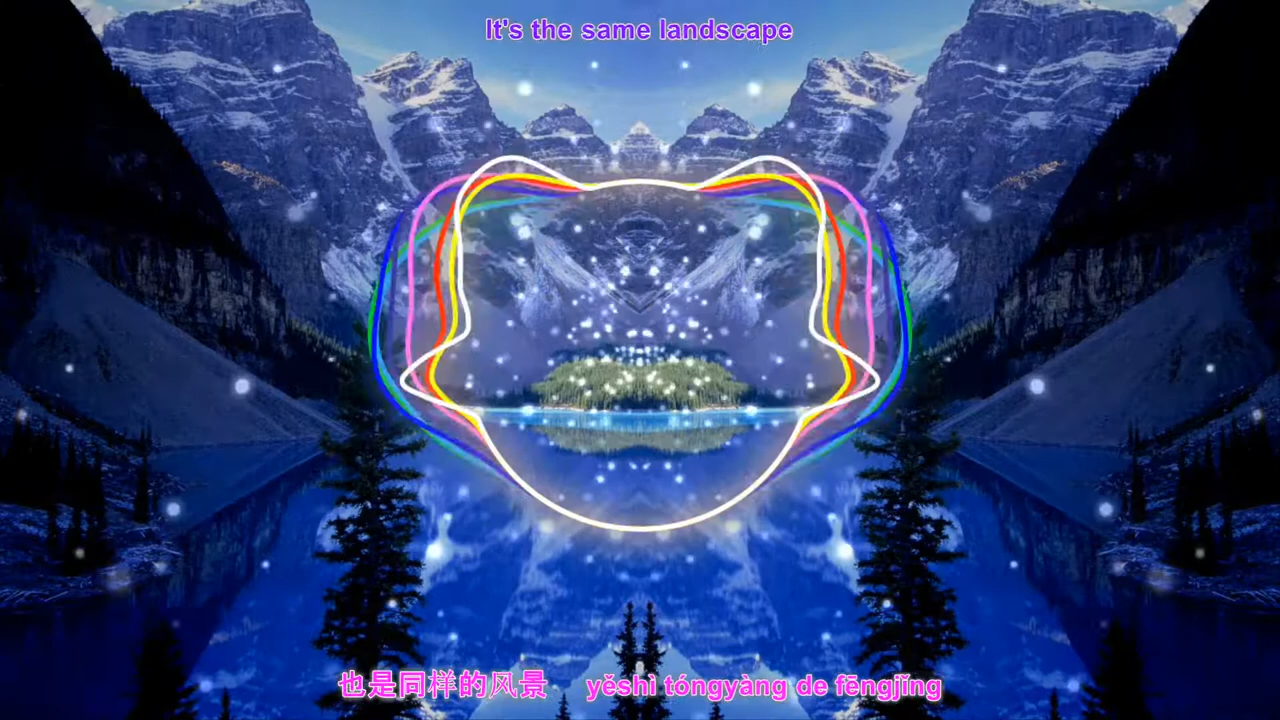 It's the same landscape
也是同样的风景 yěshì tóngyàng de fēngjǐng